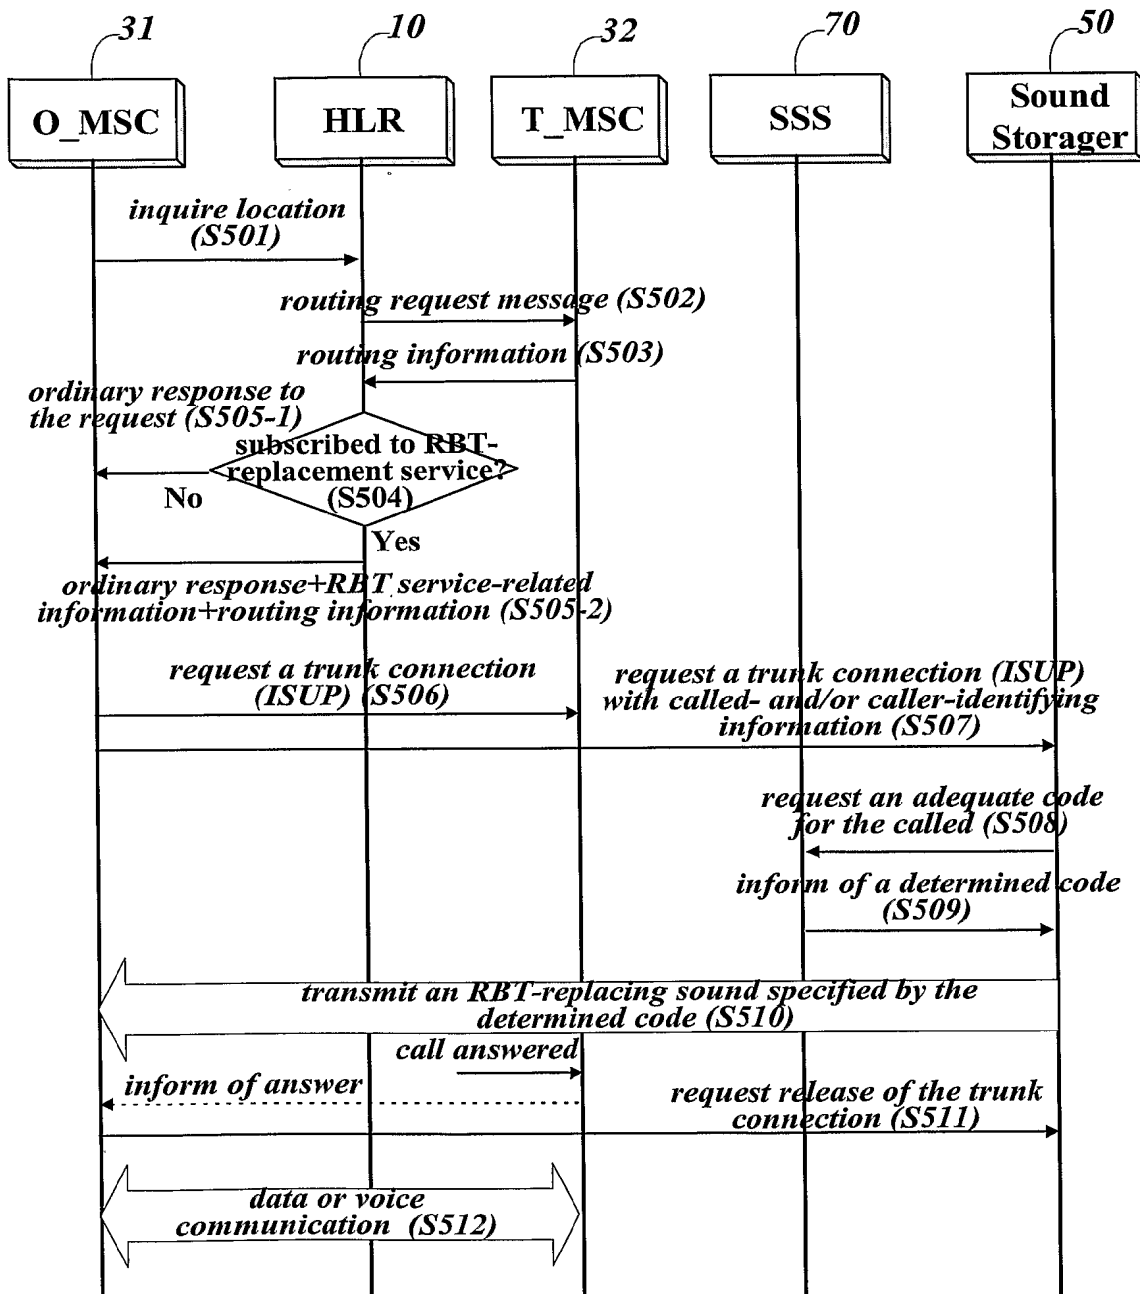 31
10
32
70
50
O_MSC
HLR
T_MSC
SSS
Sound
Storager
inquire location
(S501)
routing request message (S502)
routing information (S503)
ordinary response to
the request (S505-1)
subscribed to RBT-
replacement service?
(S504)
No
Yes
ordinary response+RBT service-related
information+routing information (S505-2)
request a trunk connection
(ISUP) (S506)
request a trunk connection (ISUP)
with called- and/or caller-identifying
information (S507)
request an adequate code
for the called (S508)
inform of a determined code
(S509)
transmit an RBT-replacing sound specified by the
determined code (S510)
call answered
inform of answer
request release of the trunk
connection (S511)
data or voice
communication (S512)